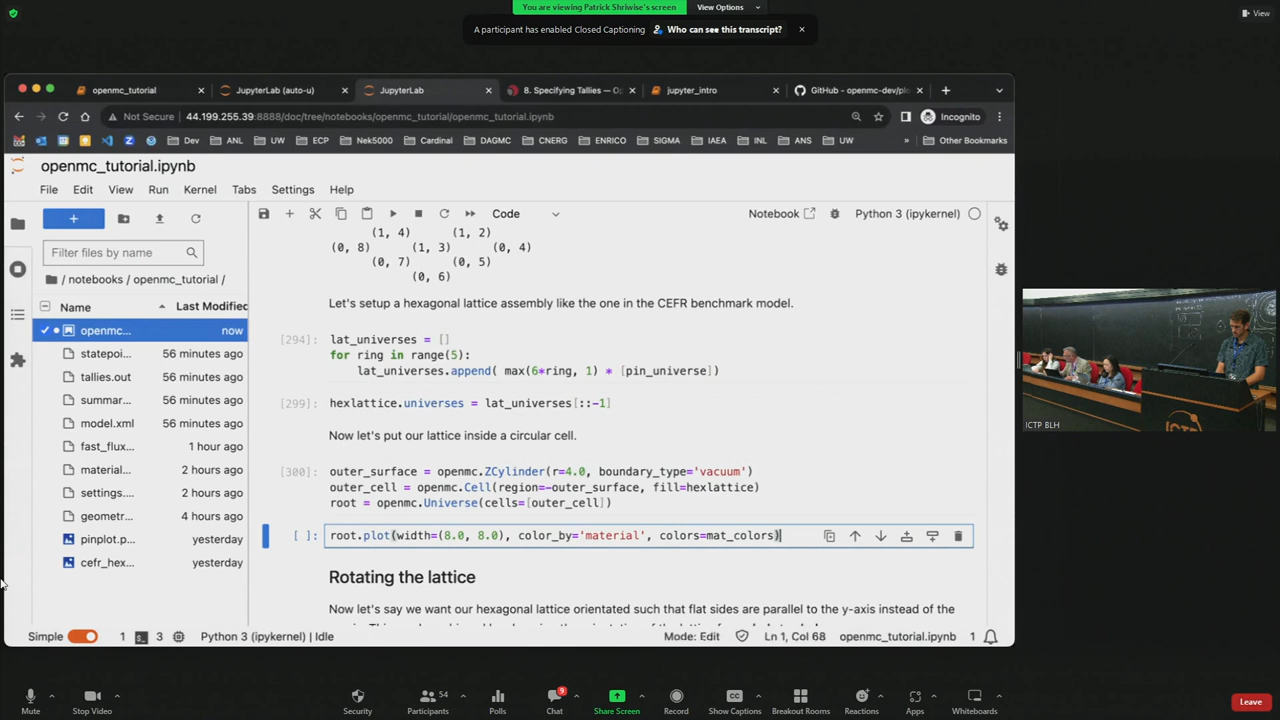 You are viewing Patrick Shriwise's screen
View Options
View
A participant has enabled Closed Captioning
Who can see this transcript?
openmc_tutorial
JupyterLab (auto-u)
JupyterLab
8. Specifying Tallies — Op
jupyter_intro
GitHub - openmc-dev/plo
Not Secure
44.199.255.39:8888/doc/tree/notebooks/openmc_tutorial/openmc_tutorial.ipynb
Incognito
Dev
ANL
UW
ECP
Nek5000
Cardinal
DAGMC
CNERG
ENRICO
SIGMA
IAEA
INL
ANS
UW
»
Other Bookmarks
openmc_tutorial.ipynb
File Edit View Run Kernel Tabs Settings Help
Code
Notebook
Python 3 (ipykernel)
Filter files by name
/ notebooks / openmc_tutorial /
Name
Last Modified
openmc... now
statepoi... 56 minutes ago
tallies.out 56 minutes ago
summar... 56 minutes ago
model.xml 56 minutes ago
fast_flux... 1 hour ago
material... 2 hours ago
settings.... 2 hours ago
geometr... 4 hours ago
pinplot.p... yesterday
cefr_hex... yesterday
(1, 4) (1, 2)
(0, 8) (1, 3) (0, 4)
(0, 7) (0, 5)
(0, 6)
Let's setup a hexagonal lattice assembly like the one in the CEFR benchmark model.
[294]: lat_universes = []
for ring in range(5):
lat_universes.append( max(6*ring, 1) * [pin_universe])
[299]: hexlattice.universes = lat_universes[::-1]
Now let's put our lattice inside a circular cell.
[300]: outer_surface = openmc.ZCylinder(r=4.0, boundary_type='vacuum')
outer_cell = openmc.Cell(region=-outer_surface, fill=hexlattice)
root = openmc.Universe(cells=[outer_cell])
[ ]: root.plot(width=(8.0, 8.0), color_by='material', colors=mat_colors)
Rotating the lattice
Now let's say we want our hexagonal lattice orientated such that flat sides are parallel to the y-axis instead of the
Simple
1
3
Python 3 (ipykernel) | Idle
Mode: Edit
Ln 1, Col 68
openmc_tutorial.ipynb
1
ICTP
ICTP BLH
Mute
Stop Video
Security
Participants
54
Polls
Chat
9
Share Screen
Record
Show Captions
Breakout Rooms
Reactions
Apps
Whiteboards
Leave